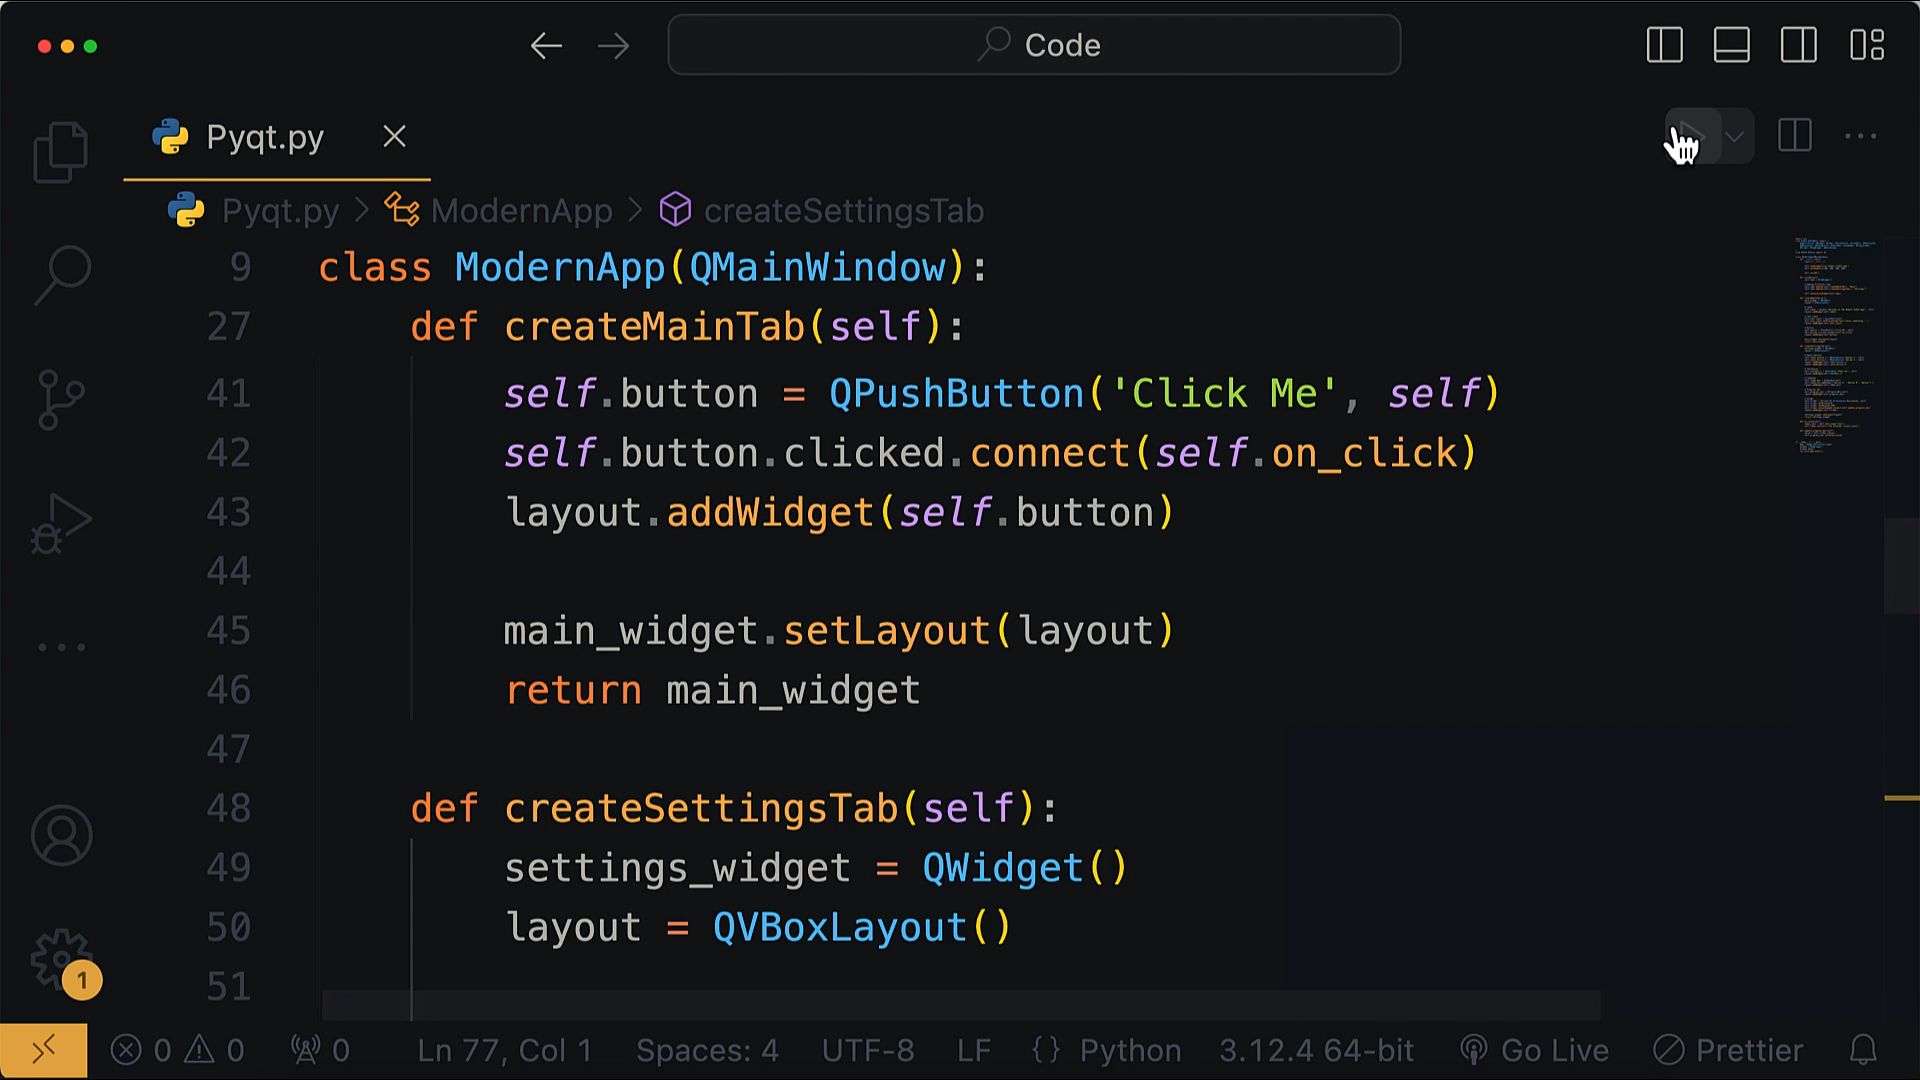 Code
Pyqt.py
Pyqt.py > ModernApp > createSettingsTab
9 class ModernApp(QMainWindow):
27 def createMainTab(self):
41 self.button = QPushButton('Click Me', self)
42 self.button.clicked.connect(self.on_click)
43 layout.addWidget(self.button)
44
45 main_widget.setLayout(layout)
46 return main_widget
47
48 def createSettingsTab(self):
49 settings_widget = QWidget()
50 layout = QVBoxLayout()
51
1
0 0 0 Ln 77, Col 1 Spaces: 4 UTF-8 LF {} Python 3.12.4 64-bit Go Live Prettier